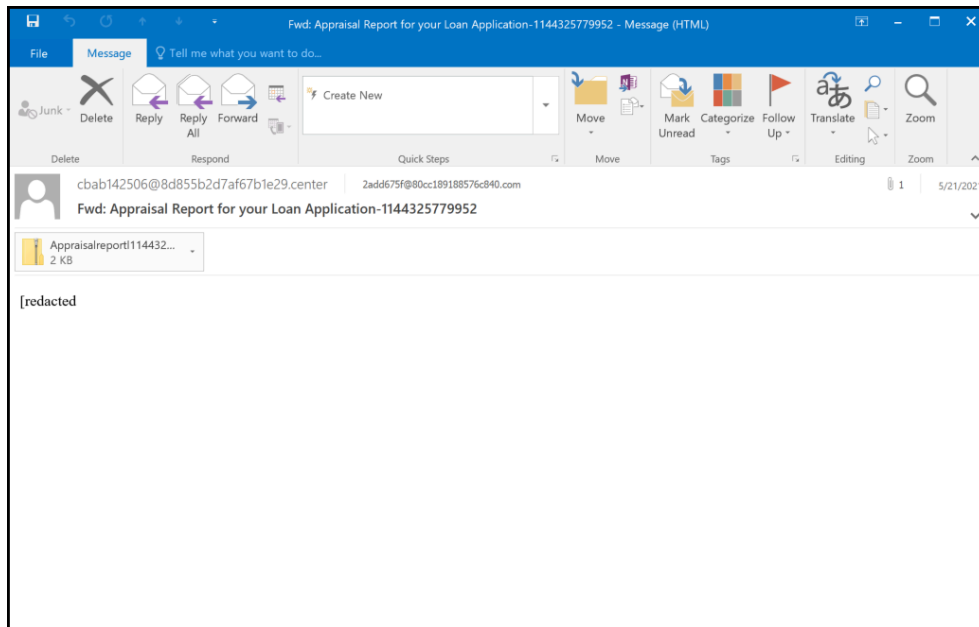 Fwd: Appraisal Report for your Loan Application-1144325779952 - Message (HTML)
File Message Tell me what you want to do...
Junk Delete Reply Reply All Forward Create New Move Mark Unread Categorize Follow Up Translate Zoom
Delete Respond Quick Steps Move Tags Editing Zoom
cbab142506@8d855b2d7af67b1e29.center 2add675f@80cc189188576c840.com 1 5/21/202
Fwd: Appraisal Report for your Loan Application-1144325779952
Appraisalreportl114432...
2 KB
[redacted